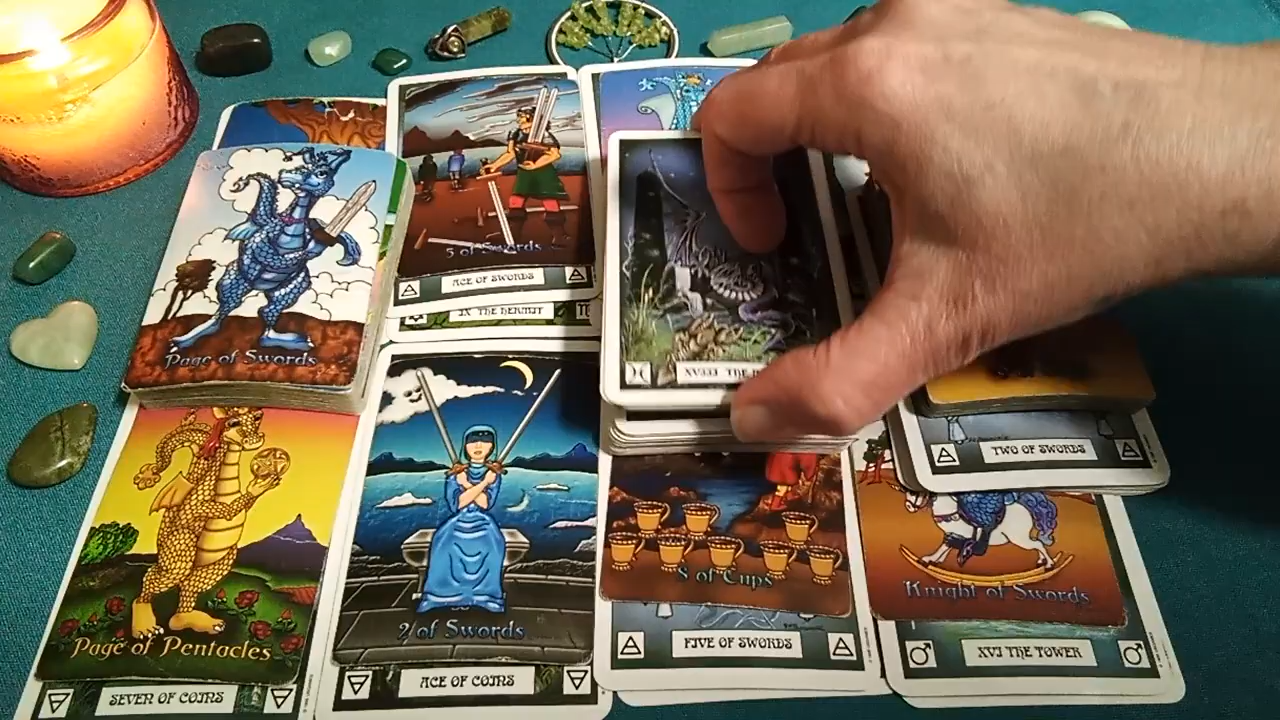 5 of Swords
ACE OF SWORDS
IX THE HERMIT
Page of Swords
XVIII THE
TWO OF SWORDS
8 of Cups
Knight of Swords
2 of Swords
Page of Pentacles
FIVE OF SWORDS
XVI THE TOWER
ACE OF COINS
SEVEN OF COINS